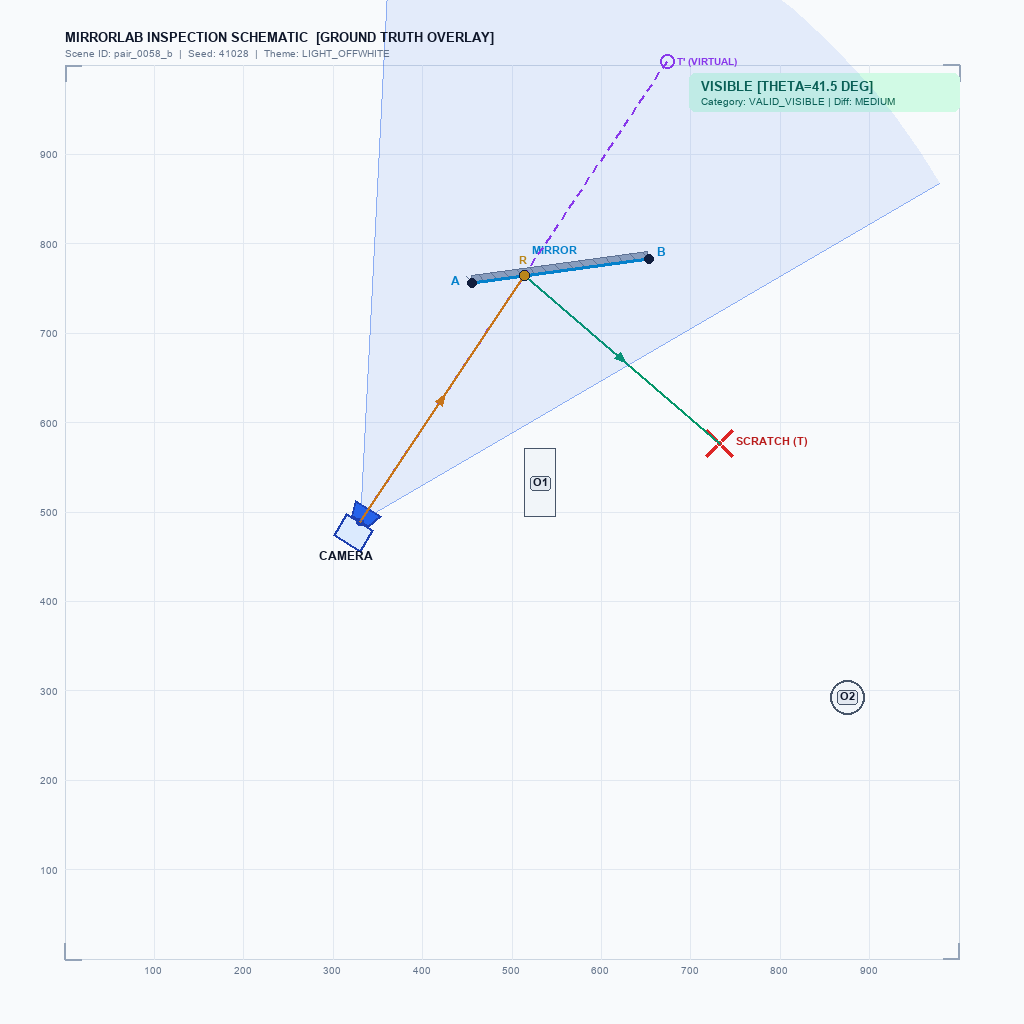 MIRRORLAB INSPECTION SCHEMATIC [GROUND TRUTH OVERLAY]
Scene ID: pair_0058_b | Seed: 41028 | Theme: LIGHT_OFFWHITE
T' (VIRTUAL)
VISIBLE [THETA=41.5 DEG]
Category: VALID_VISIBLE | Diff: MEDIUM
900
800
MIRROR
B
R
A
700
600
SCRATCH (T)
O1
500
CAMERA
400
300
O2
200
100
100 200 300 400 500 600 700 800 900